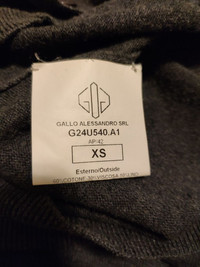 GALLO ALESSANDRO SRL
G24U540.A1
XS
Esterno/Outside